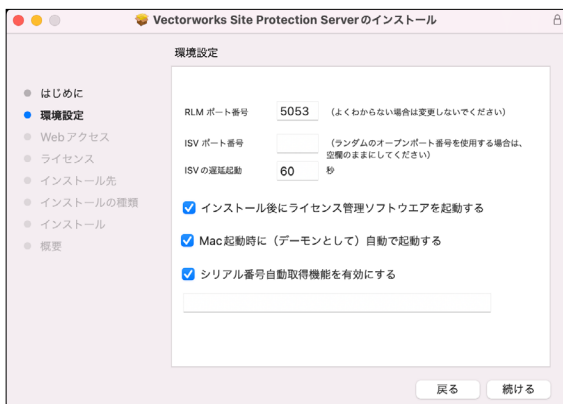 Vectorworks Site Protection Serverのインストール
環境設定
はじめに
環境設定
Webアクセス
ライセンス
インストール先
インストールの種類
インストール
概要
RLM ポート番号 5053 (よくわからない場合は変更しないでください)
ISV ポート番号 (ランダムのオープンポート番号を使用する場合は、
空欄のままにしてください)
ISVの遅延起動 60 秒
インストール後にライセンス管理ソフトウエアを起動する
Mac起動時に（デーモンとして）自動で起動する
シリアル番号自動取得機能を有効にする
戻る 続ける